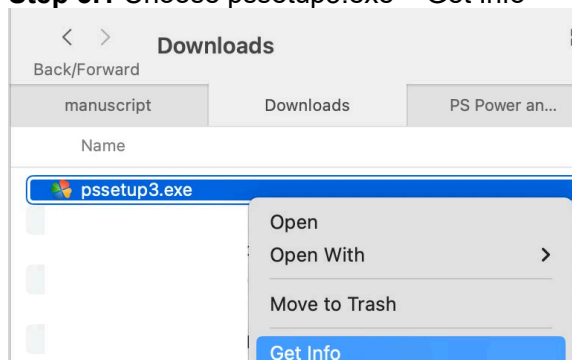 Back/Forward
Downloads
manuscript
Downloads
PS Power an...
Name
pssetup3.exe
Open
Open With
Move to Trash
Get Info